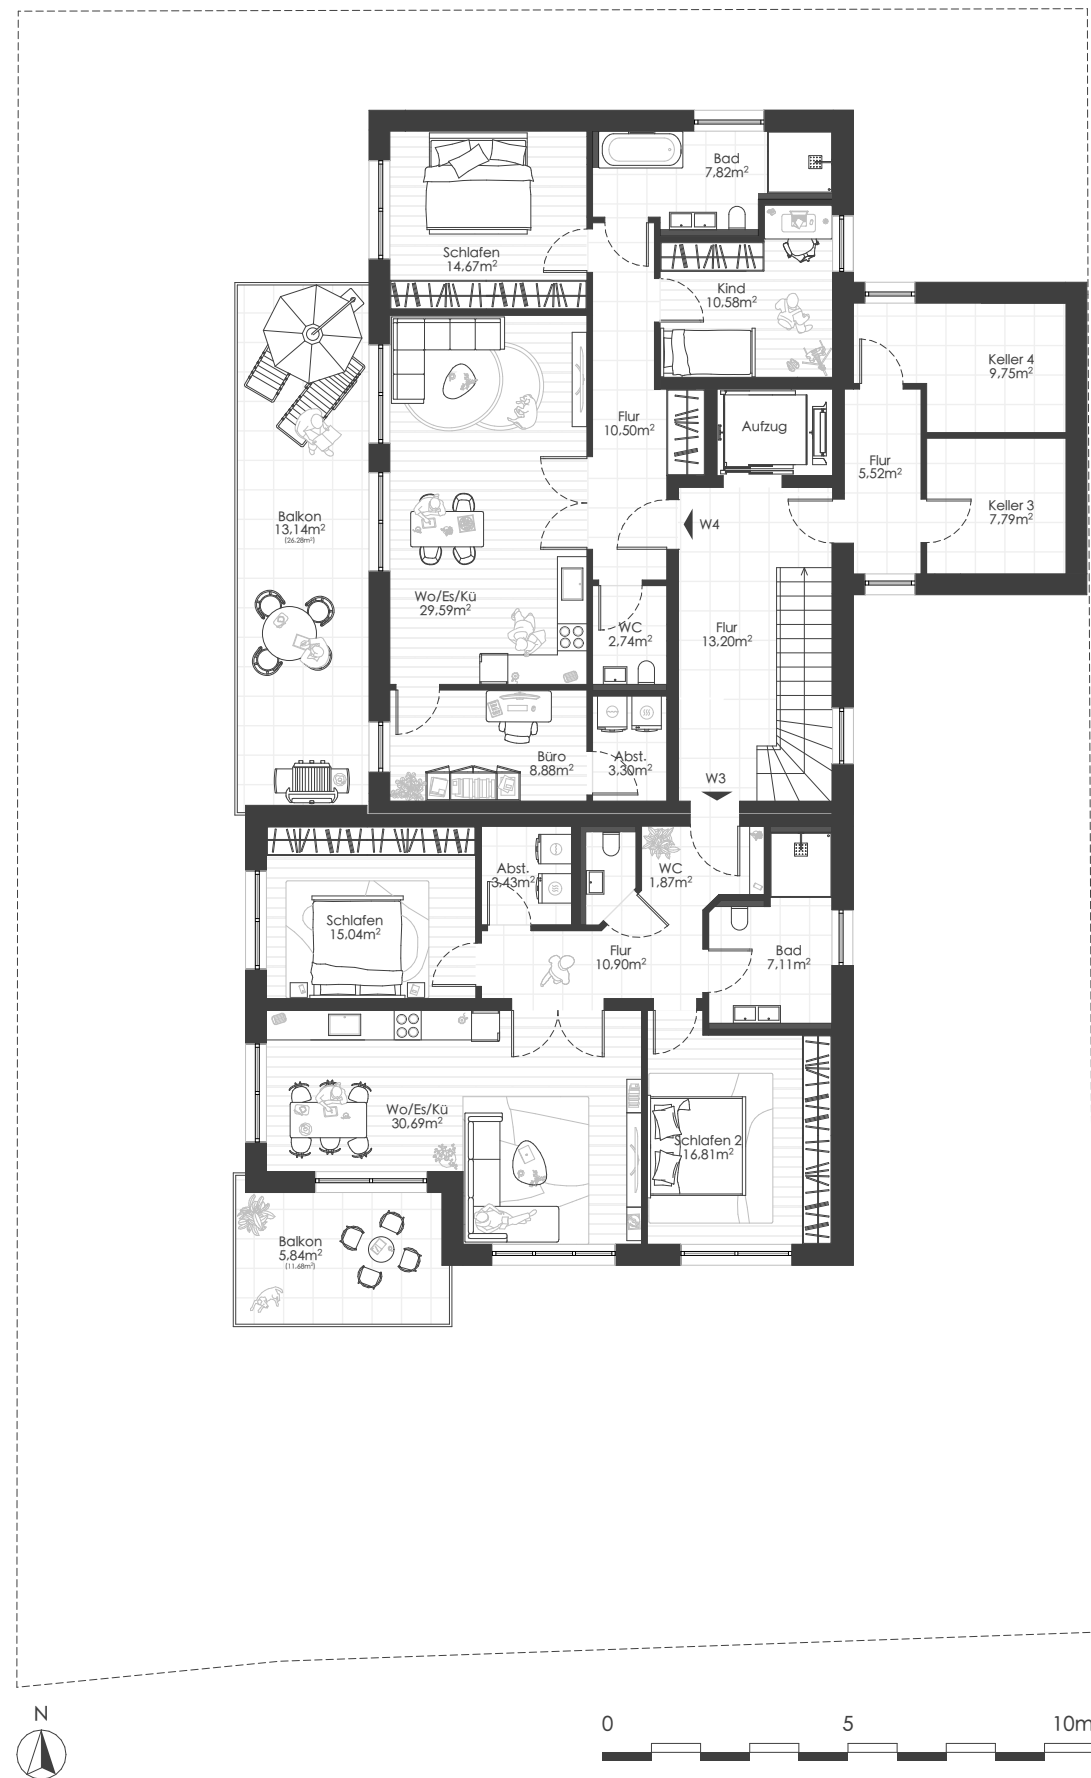 Bad
7,82m²
Schlafen
14,67m²
Kind
10,58m²
Keller 4
9,75m²
Flur
10,50m²
Aufzug
Flur
5,52m²
Keller 3
7,79m²
Balkon
13,14m²
(26.28m²)
W4
Wo/Es/Kü
29,59m²
WC
2,74m²
Flur
13,20m²
Büro
8,88m²
Abst.
3,30m²
W3
Abst.
3,43m²
WC
1,87m²
Schlafen
15,04m²
Flur
10,90m²
Bad
7,11m²
Wo/Es/Kü
30,69m²
Schlafen 2
16,81m²
Balkon
5,84m²
(11.68m²)
N
0 5 10m